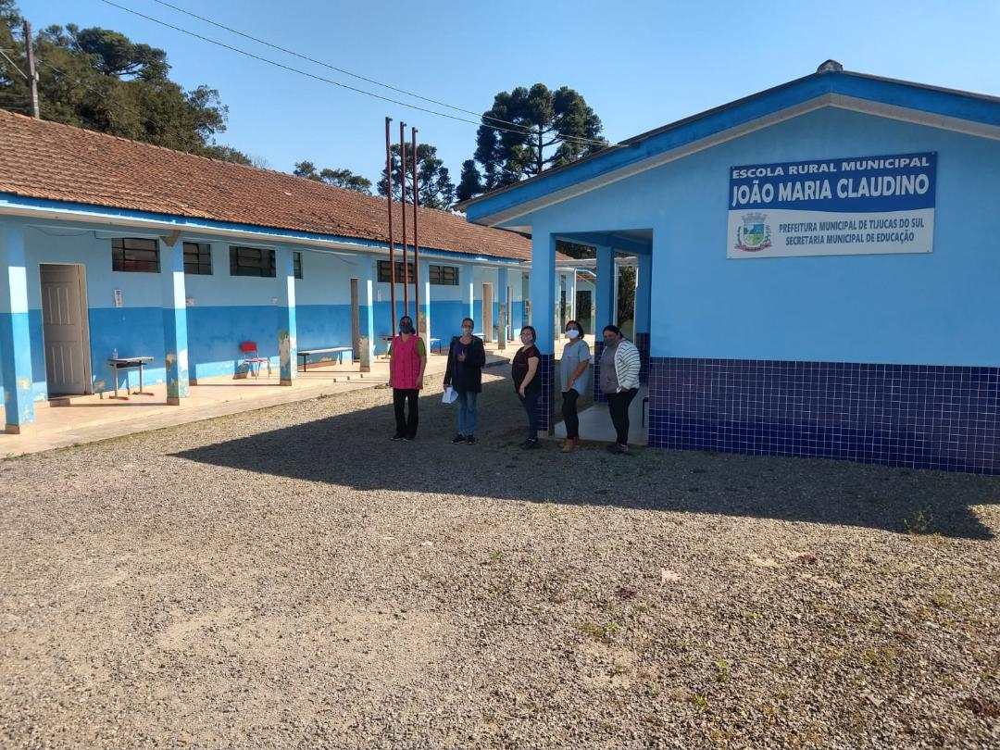 ESCOLA RURAL MUNICIPAL
JOÃO MARIA CLAUDINO
PREFEITURA MUNICIPAL DE TIJUCAS DO SUL
SECRETARIA MUNICIPAL DE EDUCAÇÃO